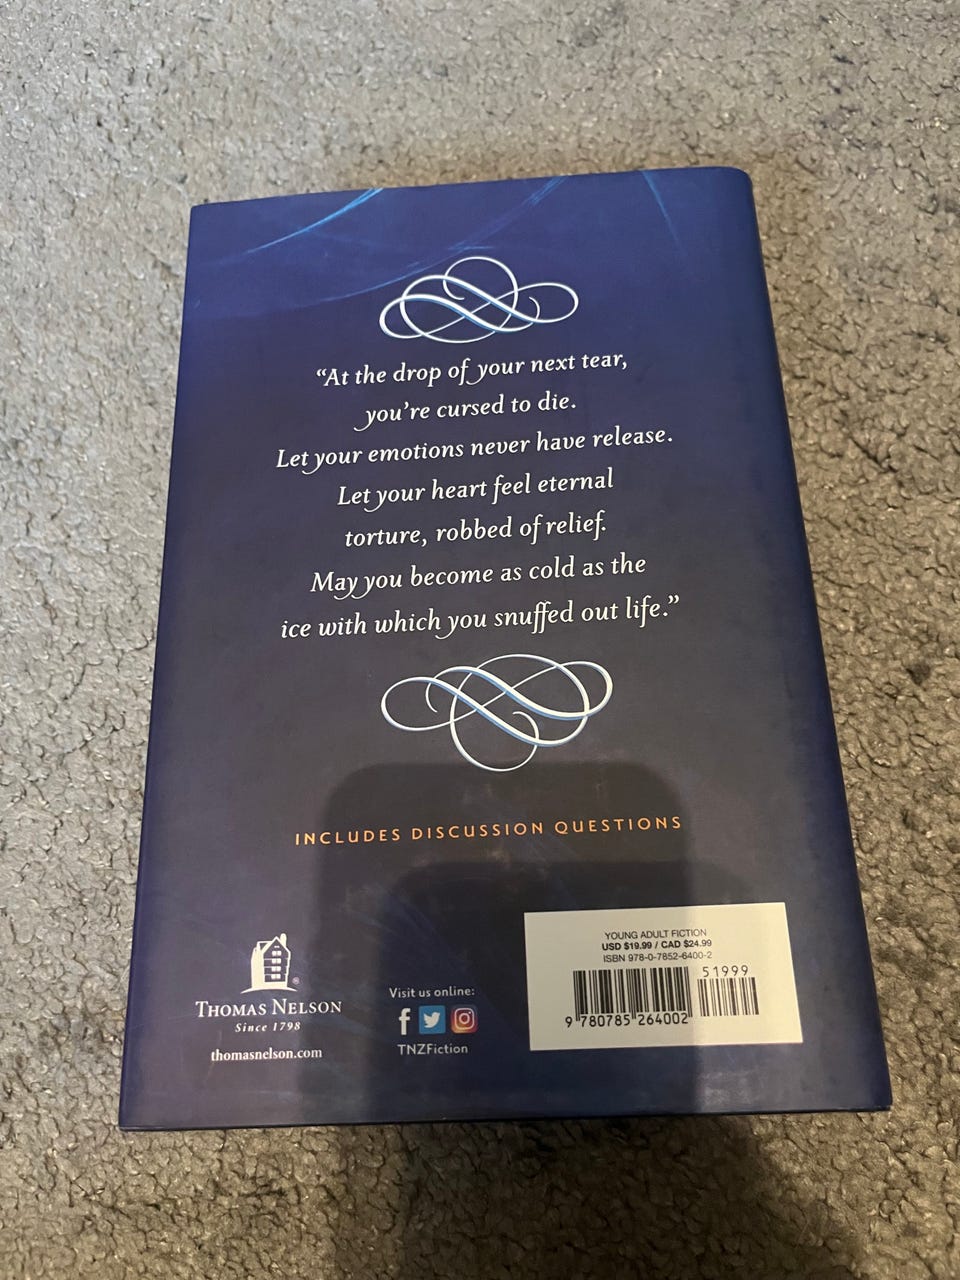 “At the drop of your next tear,
you’re cursed to die.
Let your emotions never have release.
Let your heart feel eternal
torture, robbed of relief.
May you become as cold as the
ice with which you snuffed out life.”
INCLUDES DISCUSSION QUESTIONS
THOMAS NELSON
Since 1798
thomasnelson.com
Visit us online:
TNZFiction
YOUNG ADULT FICTION
USD $19.99 / CAD $24.99
ISBN 978-0-7852-6400-2
51999
9 780785 264002